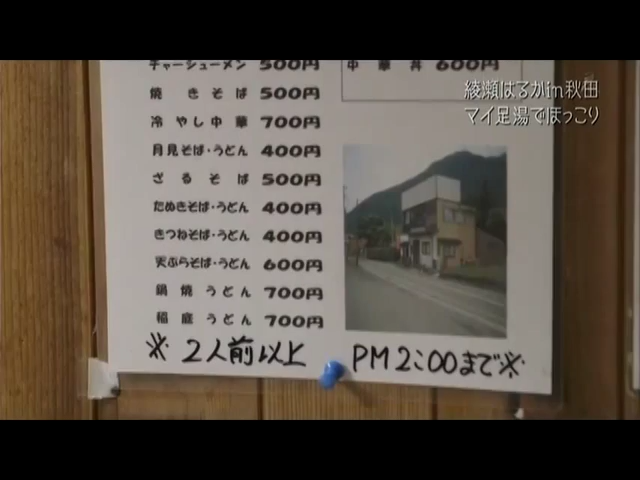 チャーシューメン 500円
焼きそば 500円
冷やし中華 700円
月見そば・うどん 400円
ざるそば 500円
たぬきそば・うどん 400円
きつねそば・うどん 400円
天ぷらそば・うどん 600円
鍋焼うどん 700円
稲庭うどん 700円
※2人前以上 PM2:00まで※
中華丼 600円
綾瀬はるかin秋田
マイ足湯でほっこり